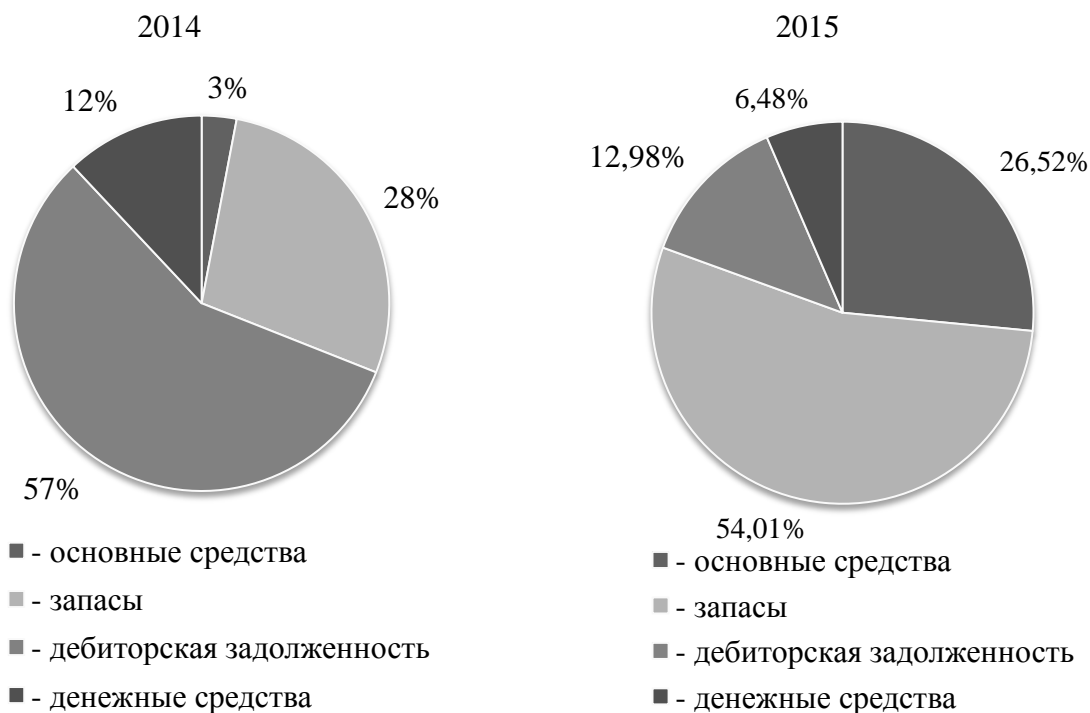 2014
12%
3%
28%
57%
- основные средства
- запасы
- дебиторская задолженность
- денежные средства
2015
6,48%
12,98%
26,52%
54,01%
- основные средства
- запасы
- дебиторская задолженность
- денежные средства